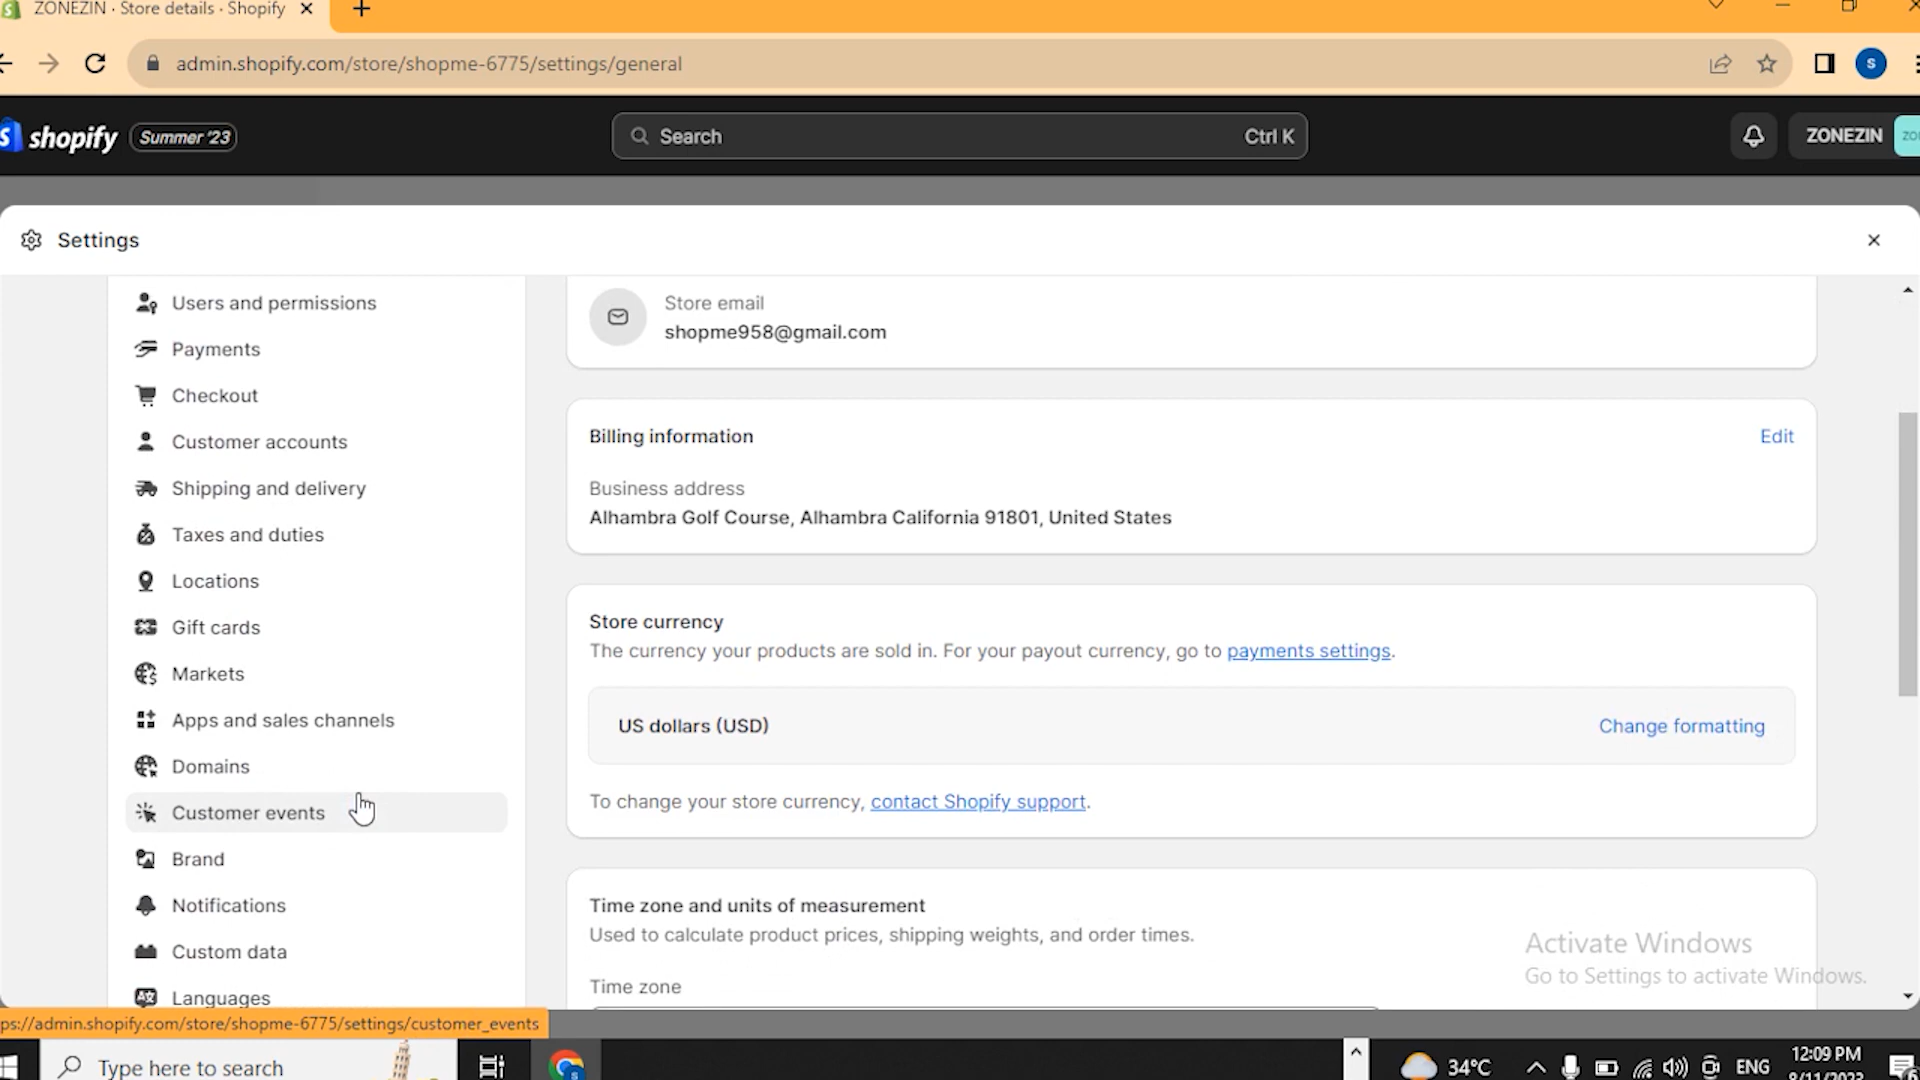 ZONEZIN · Store details · Shopify
admin.shopify.com/store/shopme-6775/settings/general
shopify Summer '23
Search Ctrl K
ZONEZIN
Settings
Users and permissions
Payments
Checkout
Customer accounts
Shipping and delivery
Taxes and duties
Locations
Gift cards
Markets
Apps and sales channels
Domains
Customer events
Brand
Notifications
Custom data
Languages
Store email
shopme958@gmail.com
Billing information
Edit
Business address
Alhambra Golf Course, Alhambra California 91801, United States
Store currency
The currency your products are sold in. For your payout currency, go to payments settings.
US dollars (USD)
Change formatting
To change your store currency, contact Shopify support.
Time zone and units of measurement
Used to calculate product prices, shipping weights, and order times.
Time zone
Activate Windows
Go to Settings to activate Windows.
ps://admin.shopify.com/store/shopme-6775/settings/customer_events
Type here to search
34°C
ENG
12:09 PM
8/11/2023